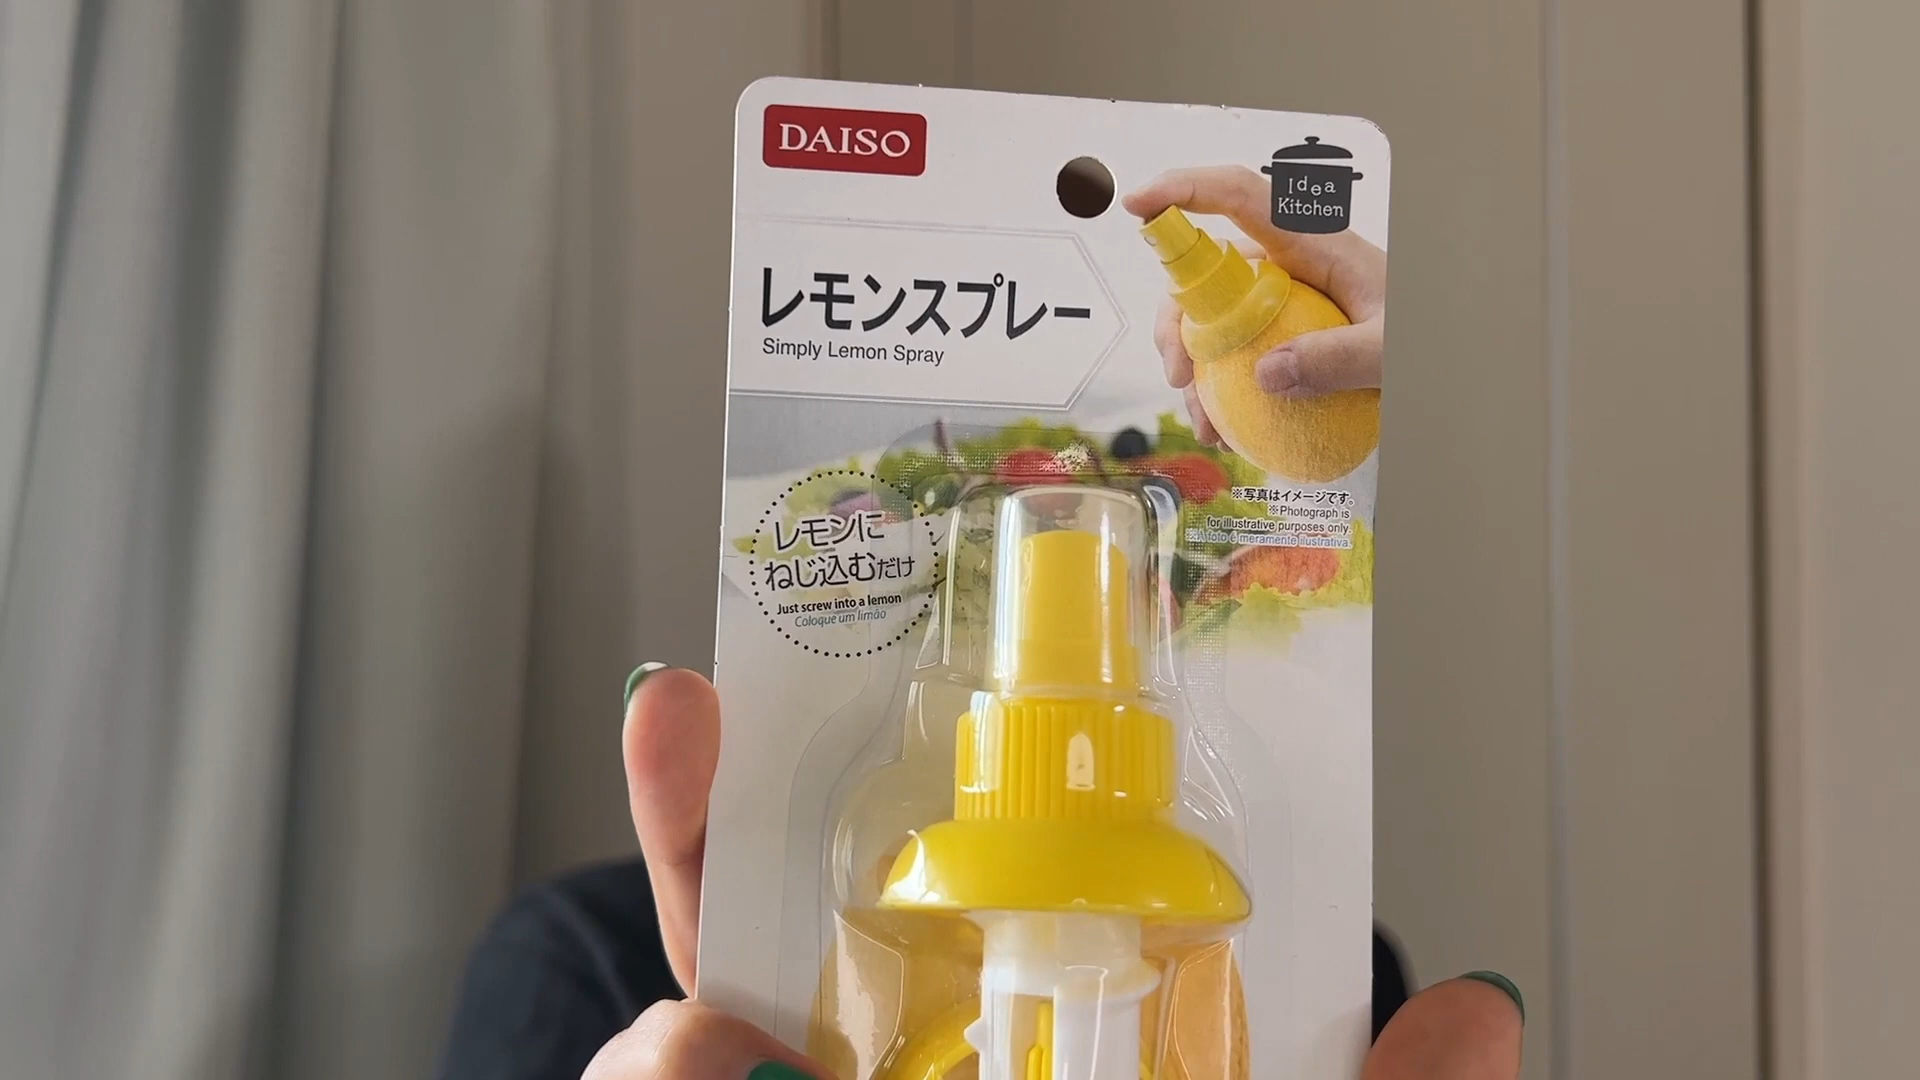 DAISO
Idea
Kitchen
レモンスプレー
Simply Lemon Spray
※写真はイメージです。
※Photograph is
for illustrative purposes only.
※A foto é meramente ilustrativa.
レモンに
ねじ込むだけ
Just screw into a lemon
Coloque um limão